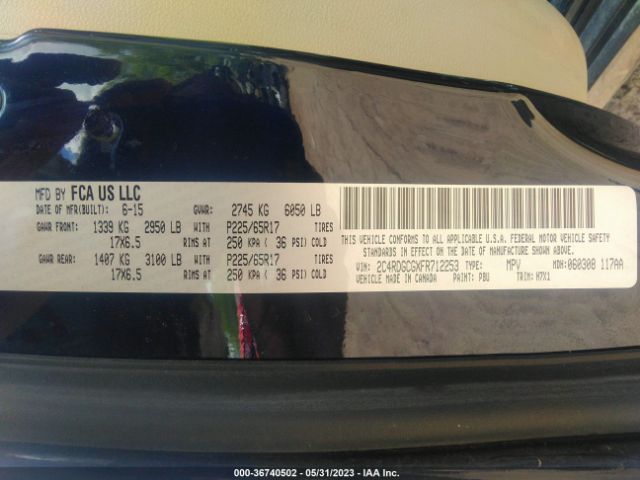 MFD BY FCA US LLC
DATE OF MFR(BUILT): 6-15 GVWR: 2745 KG 6050 LB
GAWR FRONT: 1339 KG 2950 LB WITH P225/65R17 TIRES
17X6.5 RIMS AT 250 KPA ( 36 PSI) COLD
GAWR REAR: 1407 KG 3100 LB WITH P225/65R17 TIRES
17X6.5 RIMS AT 250 KPA ( 36 PSI) COLD
THIS VEHICLE CONFORMS TO ALL APPLICABLE U.S.A. FEDERAL MOTOR VEHICLE SAFETY
STANDARDS IN EFFECT ON THE DATE OF MANUFACTURE SHOWN ABOVE.
VIN: 2C4RDGCGXFR712253 TYPE: MPV MDH: 060308 117AA
VEHICLE MADE IN CANADA PAINT: PBU TRIM: H7X1
000-36740502 - 05/31/2023 - IAA Inc.